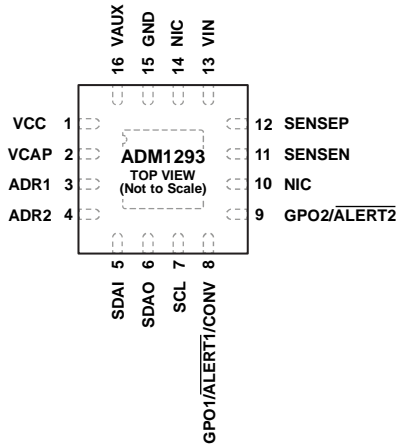 16 VAUX
15 GND
14 NIC
13 VIN
VCC 1
VCAP 2
ADR1 3
ADR2 4
ADM1293
TOP VIEW
(Not to Scale)
12 SENSEP
11 SENSEN
10 NIC
9 GPO2/ALERT2
SDAI 5
SDAO 6
SCL 7
GPO1/ALERT1/CONV 8